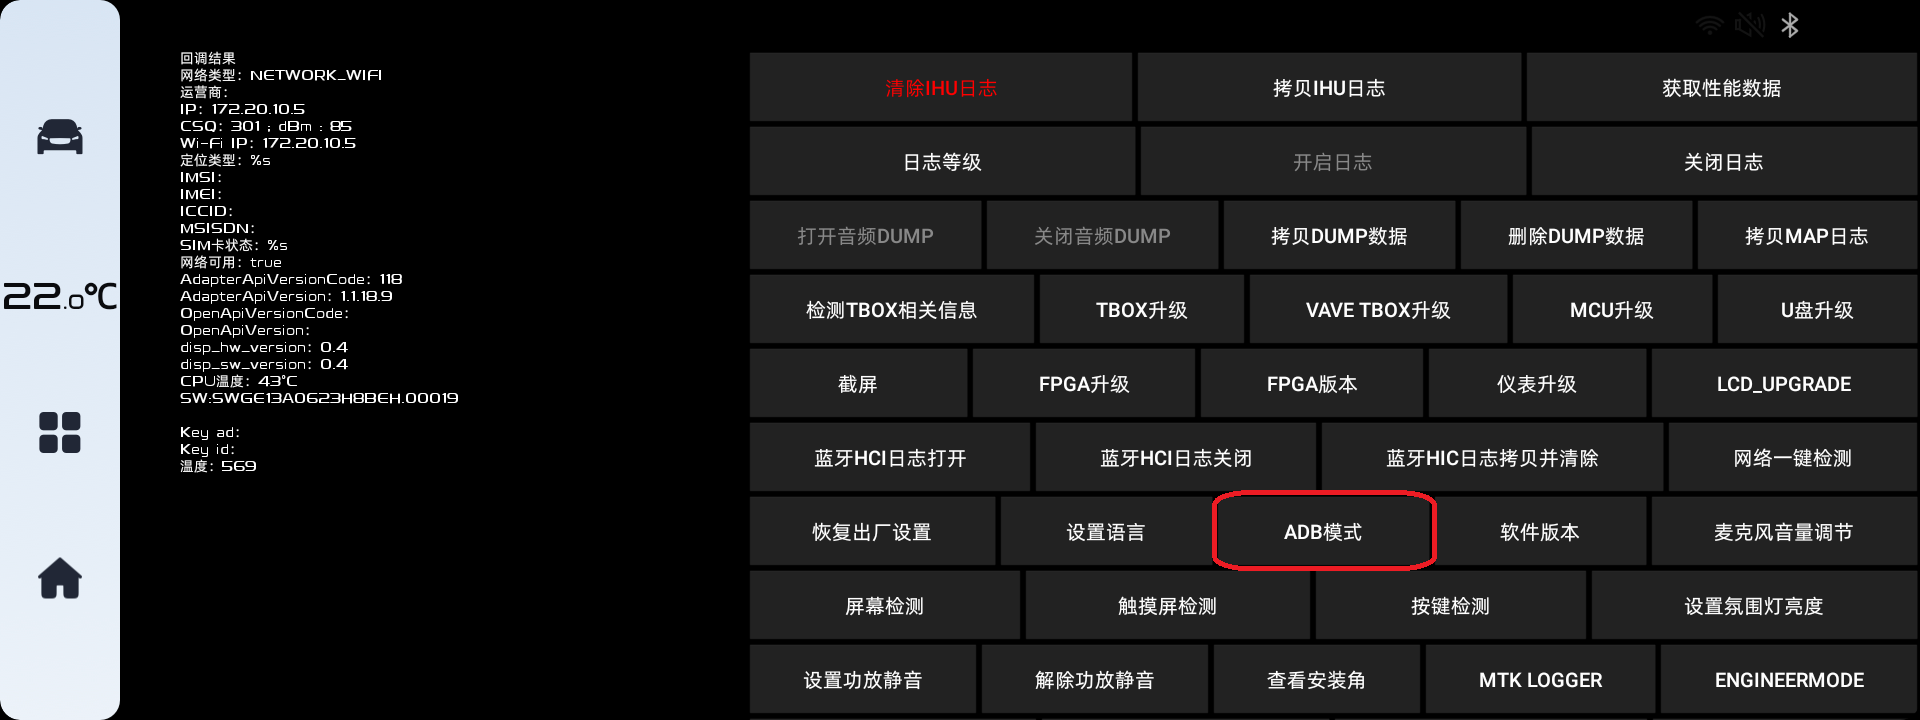 22.0°C
回调结果
网络类型：NETWORK_WIFI
运营商：
IP：172.20.10.5
CSQ：301 ; dBm : 85
Wi-Fi IP：172.20.10.5
定位类型：%s
IMSI：
IMEI：
ICCID：
MSISDN：
SIM卡状态：%s
网络可用：true
AdapterApiVersionCode：118
AdapterApiVersion：1.1.18.9
OpenApiVersionCode：
OpenApiVersion：
disp_hw_version：0.4
disp_sw_version：0.4
CPU温度：43°C
SW:SWGE13A0623H8BEH.00019
Key ad：
Key id：
温度：569
清除IHU日志 拷贝IHU日志 获取性能数据
日志等级 开启日志 关闭日志
打开音频DUMP 关闭音频DUMP 拷贝DUMP数据 删除DUMP数据 拷贝MAP日志
检测TBOX相关信息 TBOX升级 VAVE TBOX升级 MCU升级 U盘升级
截屏 FPGA升级 FPGA版本 仪表升级 LCD_UPGRADE
蓝牙HCI日志打开 蓝牙HCI日志关闭 蓝牙HIC日志拷贝并清除 网络一键检测
恢复出厂设置 设置语言 ADB模式 软件版本 麦克风音量调节
屏幕检测 触摸屏检测 按键检测 设置氛围灯亮度
设置功放静音 解除功放静音 查看安装角 MTK LOGGER ENGINEERMODE